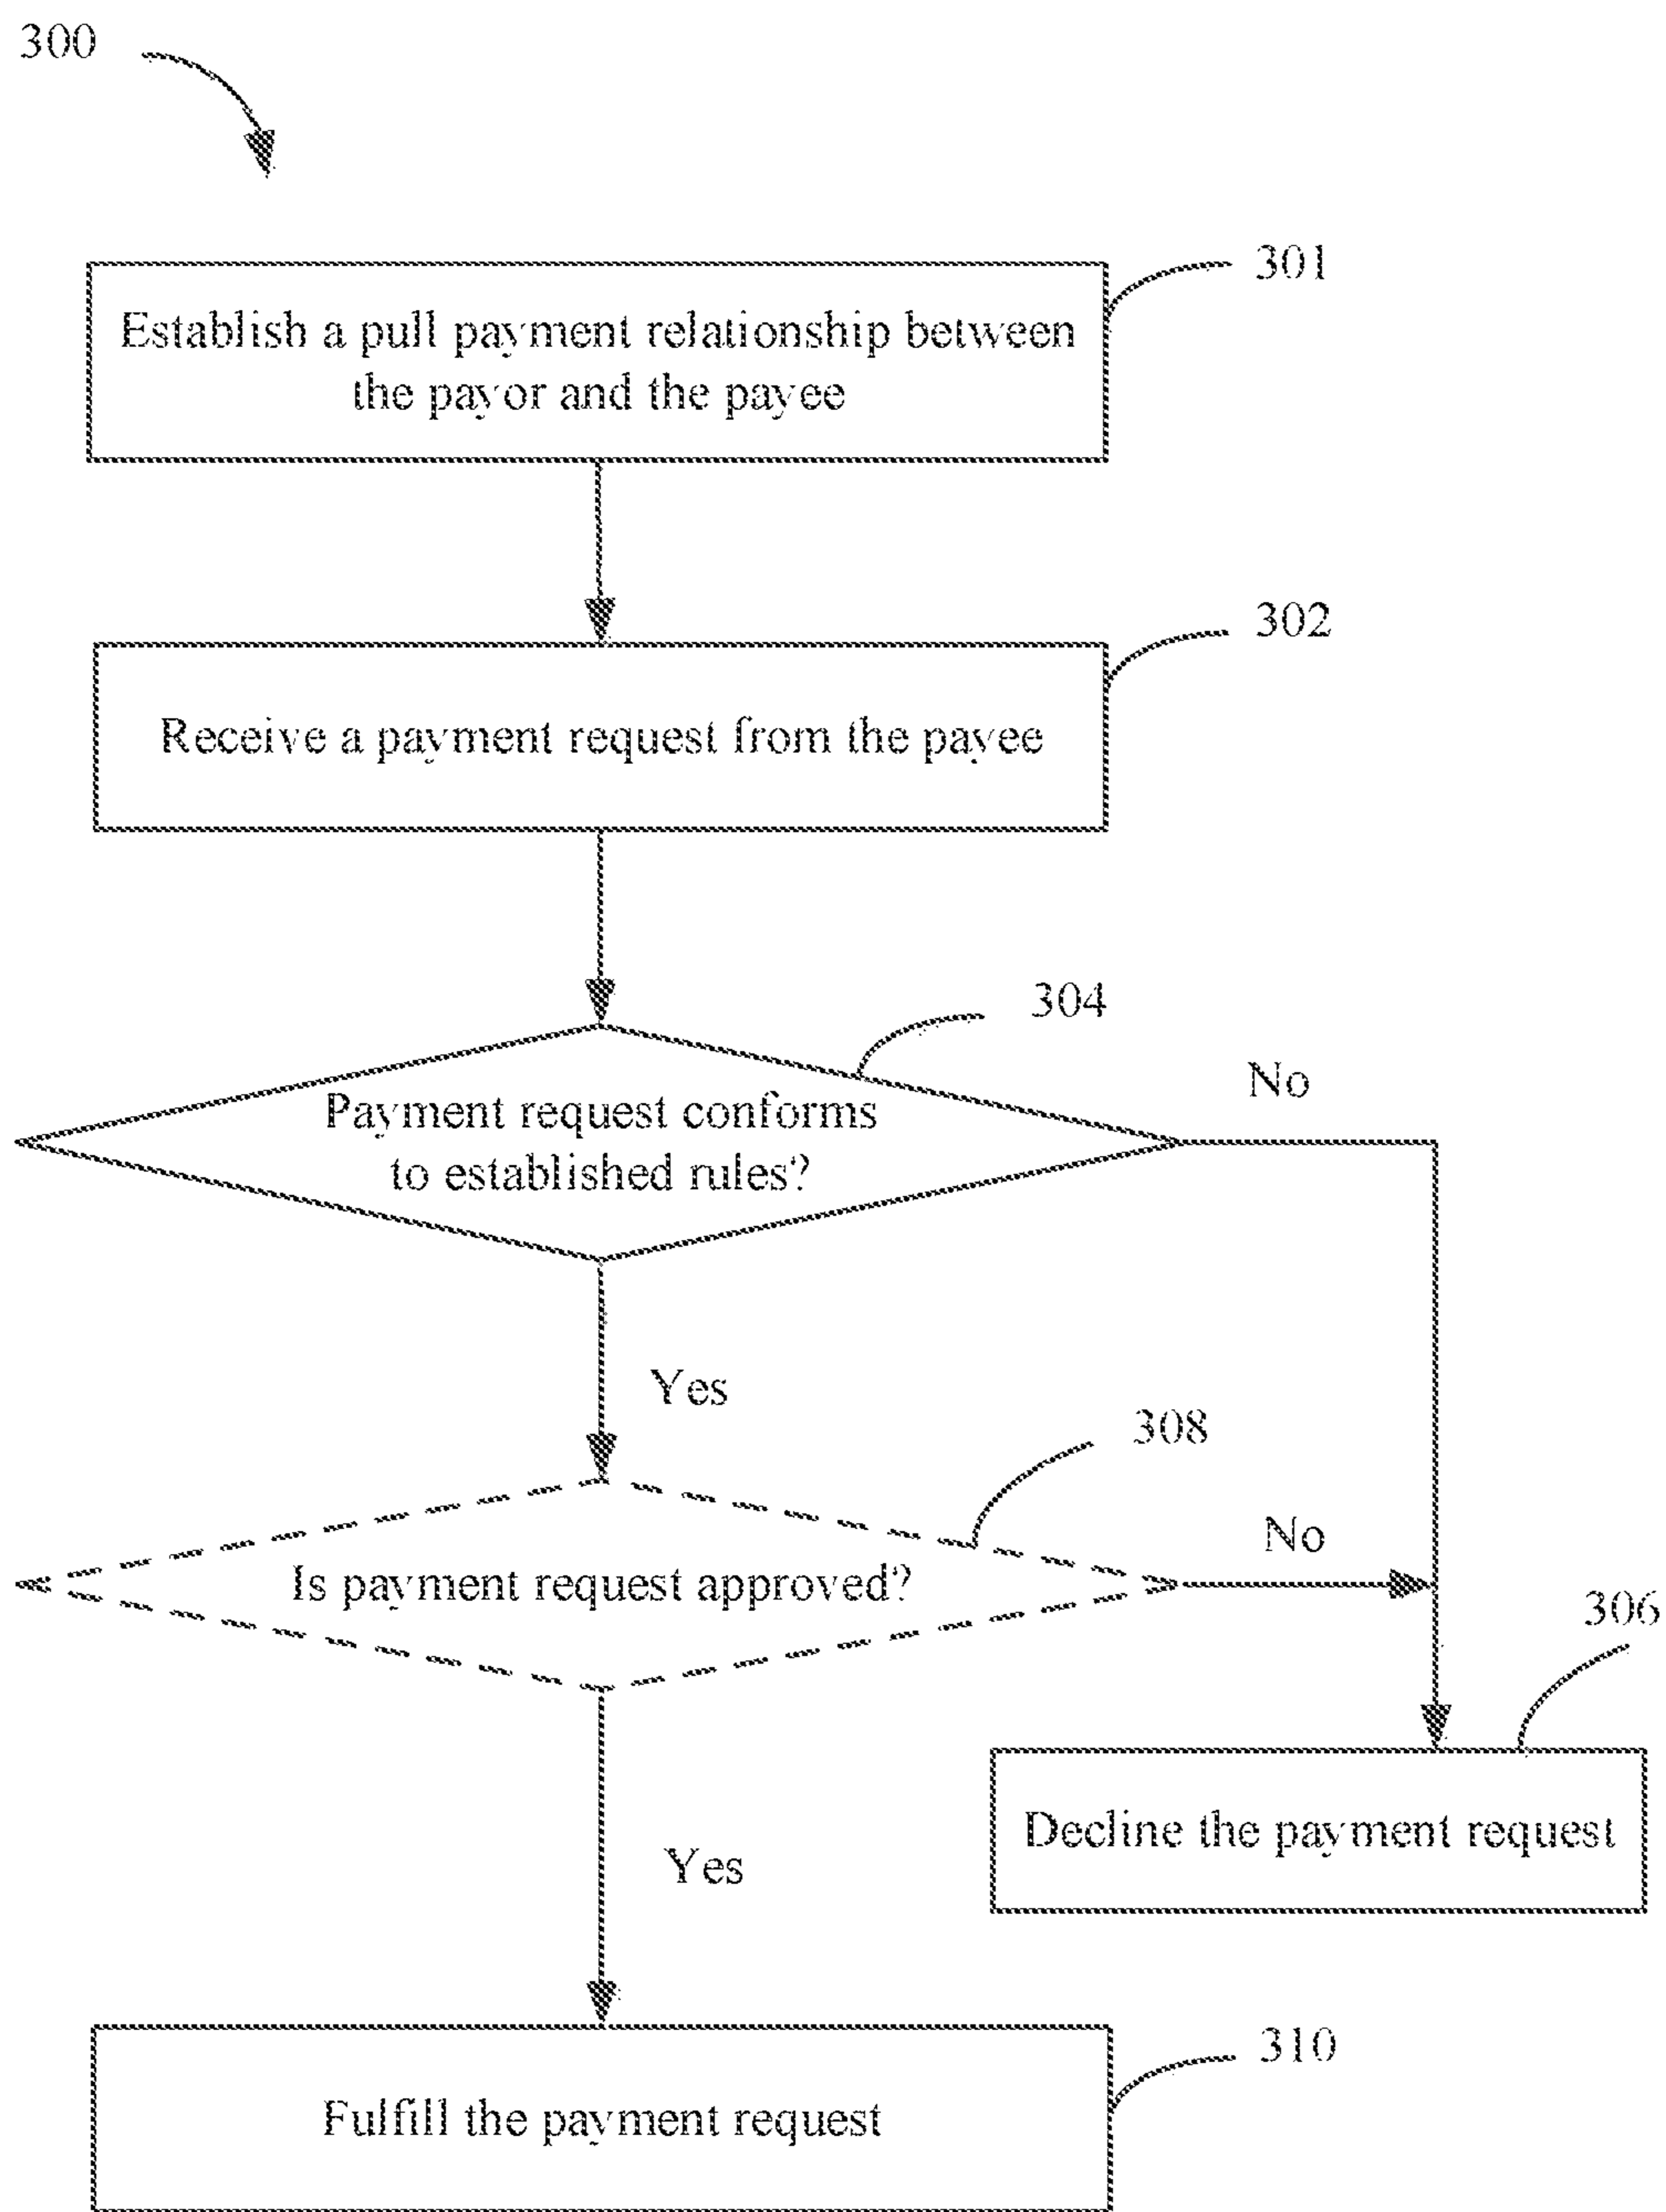 300
301
Establish a pull payment relationship between
the payor and the payee
302
Receive a payment request from the payee
304
No
Payment request conforms
to established rules?
Yes
308
No
Is payment request approved?
306
Decline the payment request
Yes
310
Fulfill the payment request